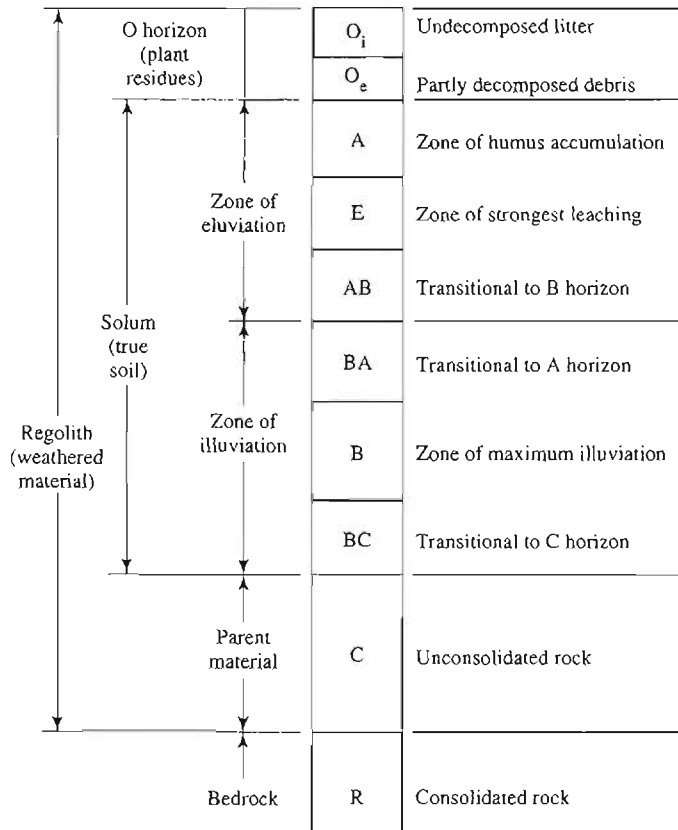 O horizon
(plant
residues)
O_i
Undecomposed litter
O_e
Partly decomposed debris
A
Zone of humus accumulation
Zone of
eluviation
E
Zone of strongest leaching
AB
Transitional to B horizon
Solum
(true
soil)
BA
Transitional to A horizon
Regolith
(weathered
material)
Zone of
illuviation
B
Zone of maximum illuviation
BC
Transitional to C horizon
Parent
material
C
Unconsolidated rock
Bedrock
R
Consolidated rock